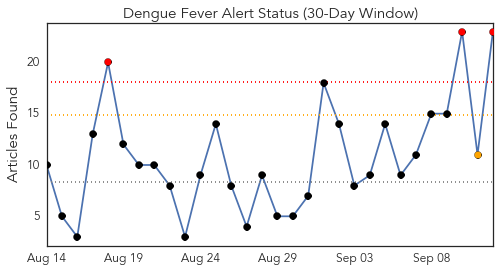 Dengue Fever Alert Status (30-Day Window)
Articles Found
20
15
10
5
Aug 14 Aug 19 Aug 24 Aug 29 Sep 03 Sep 08